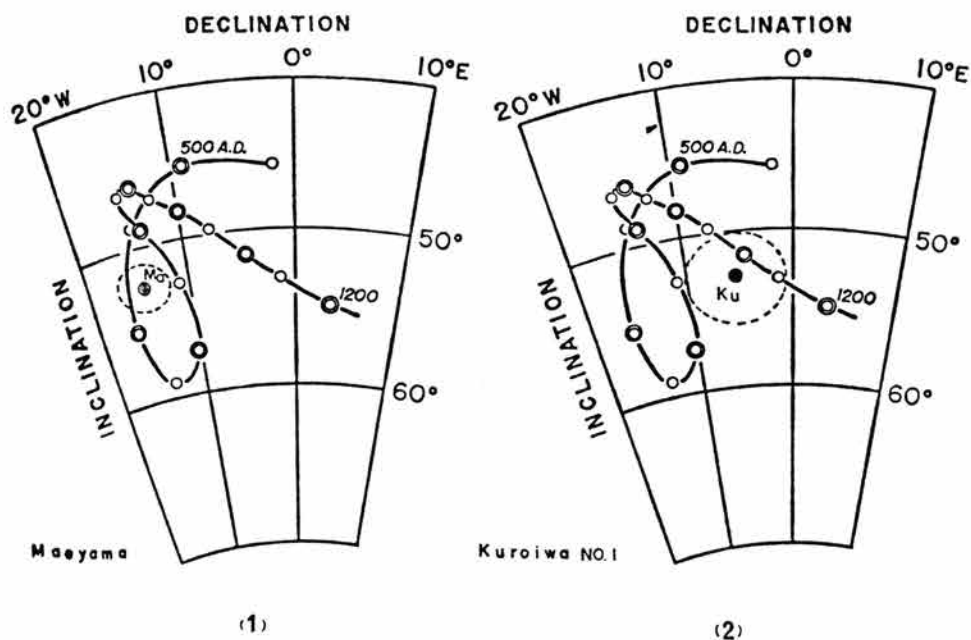 DECLINATION
20°W 10° 0° 10°E
500 A.D.
50°
Ma
1200
60°
INCLINATION
Maeyama
(1)
DECLINATION
20°W 10° 0° 10°E
500 A.D.
50°
Ku
1200
60°
INCLINATION
Kuroiwa NO.1
(2)